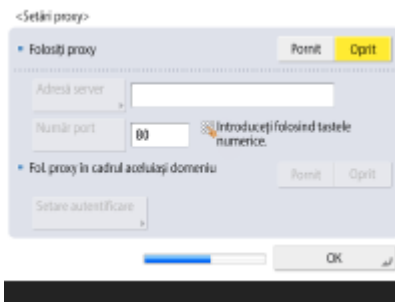 <Setări proxy>
Folosiți proxy
Pornit
Oprit
Adresă server
Număr port
80
Introduceți folosind tastele
numerice.
Fol. proxy în cadrul aceluiași domeniu
Pornit
Oprit
Setare autentificare
OK